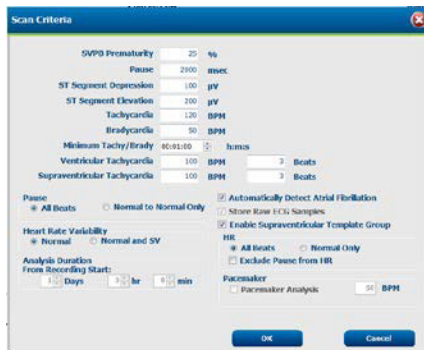 Scan Criteria
SVPB Prematurity 25 %
Pause 2000 msec
ST Segment Depression 100 µV
ST Segment Elevation 200 µV
Tachycardia 120 BPM
Bradycardia 50 BPM
Minimum Tachy/Brady 00:01:00 h:m:s
Ventricular Tachycardia 100 BPM 3 Beats
Supraventricular Tachycardia 100 BPM 3 Beats
Pause
All Beats Normal to Normal Only
Heart Rate Variability
Normal Normal and SV
Analysis Duration
From Recording Start:
Days hr min
Automatically Detect Atrial Fibrillation
Store Raw ECG Samples
Enable Supraventricular Template Group
HR
All Beats Normal Only
Exclude Pause from HR
Pacemaker
Pacemaker Analysis 50 BPM
OK Cancel